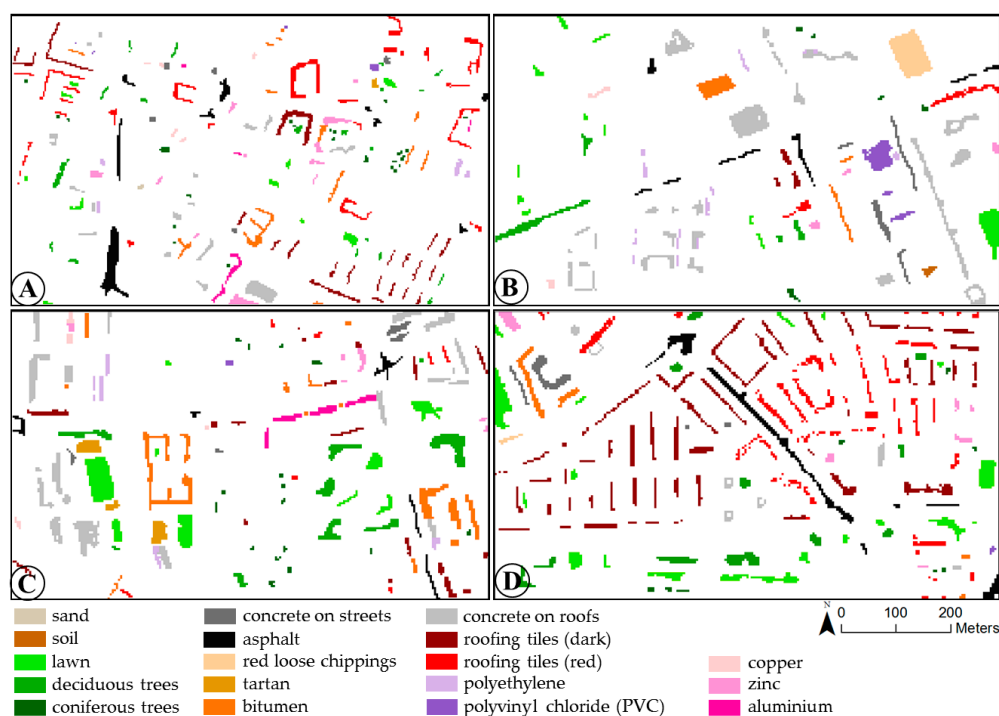 A
B
C
D
N
0 100 200
Meters
sand
soil
lawn
deciduous trees
coniferous trees
concrete on streets
asphalt
red loose chippings
tartan
bitumen
concrete on roofs
roofing tiles (dark)
roofing tiles (red)
polyethylene
polyvinyl chloride (PVC)
copper
zinc
aluminium